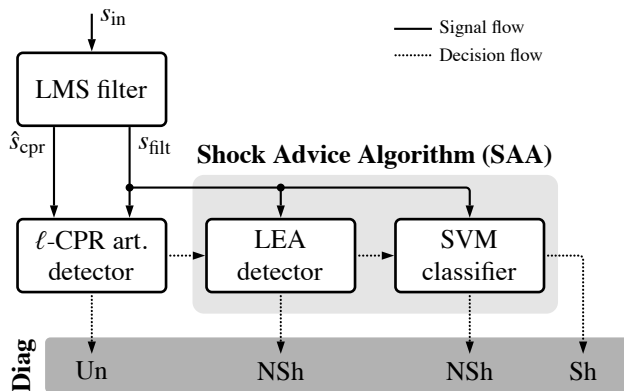 s_in
Signal flow
Decision flow
LMS filter
ŝ_cpr
s_filt
Shock Advice Algorithm (SAA)
ℓ-CPR art.
detector
LEA
detector
SVM
classifier
Diag
Un
NSh
NSh
Sh